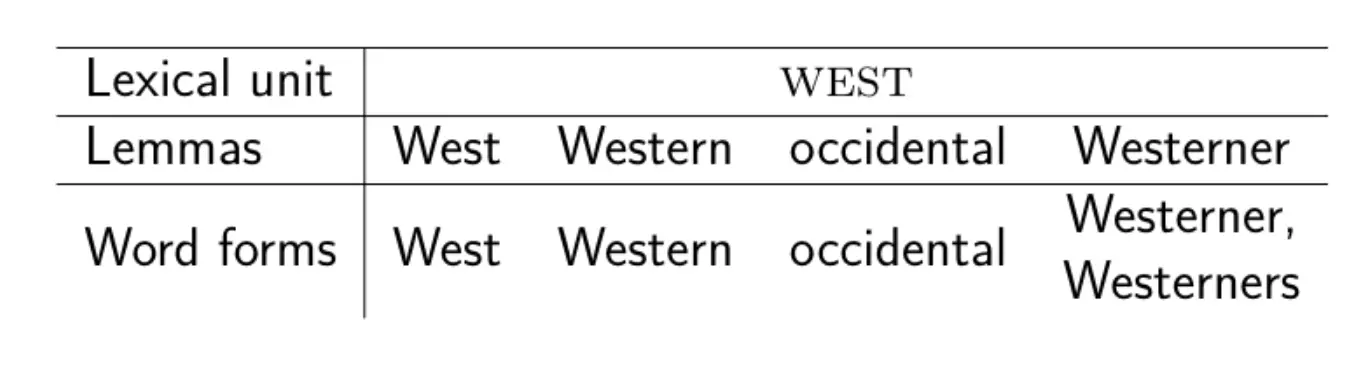 Lexical unit WEST
Lemmas West Western occidental Westerner
Word forms West Western occidental Westerner,
Westerners